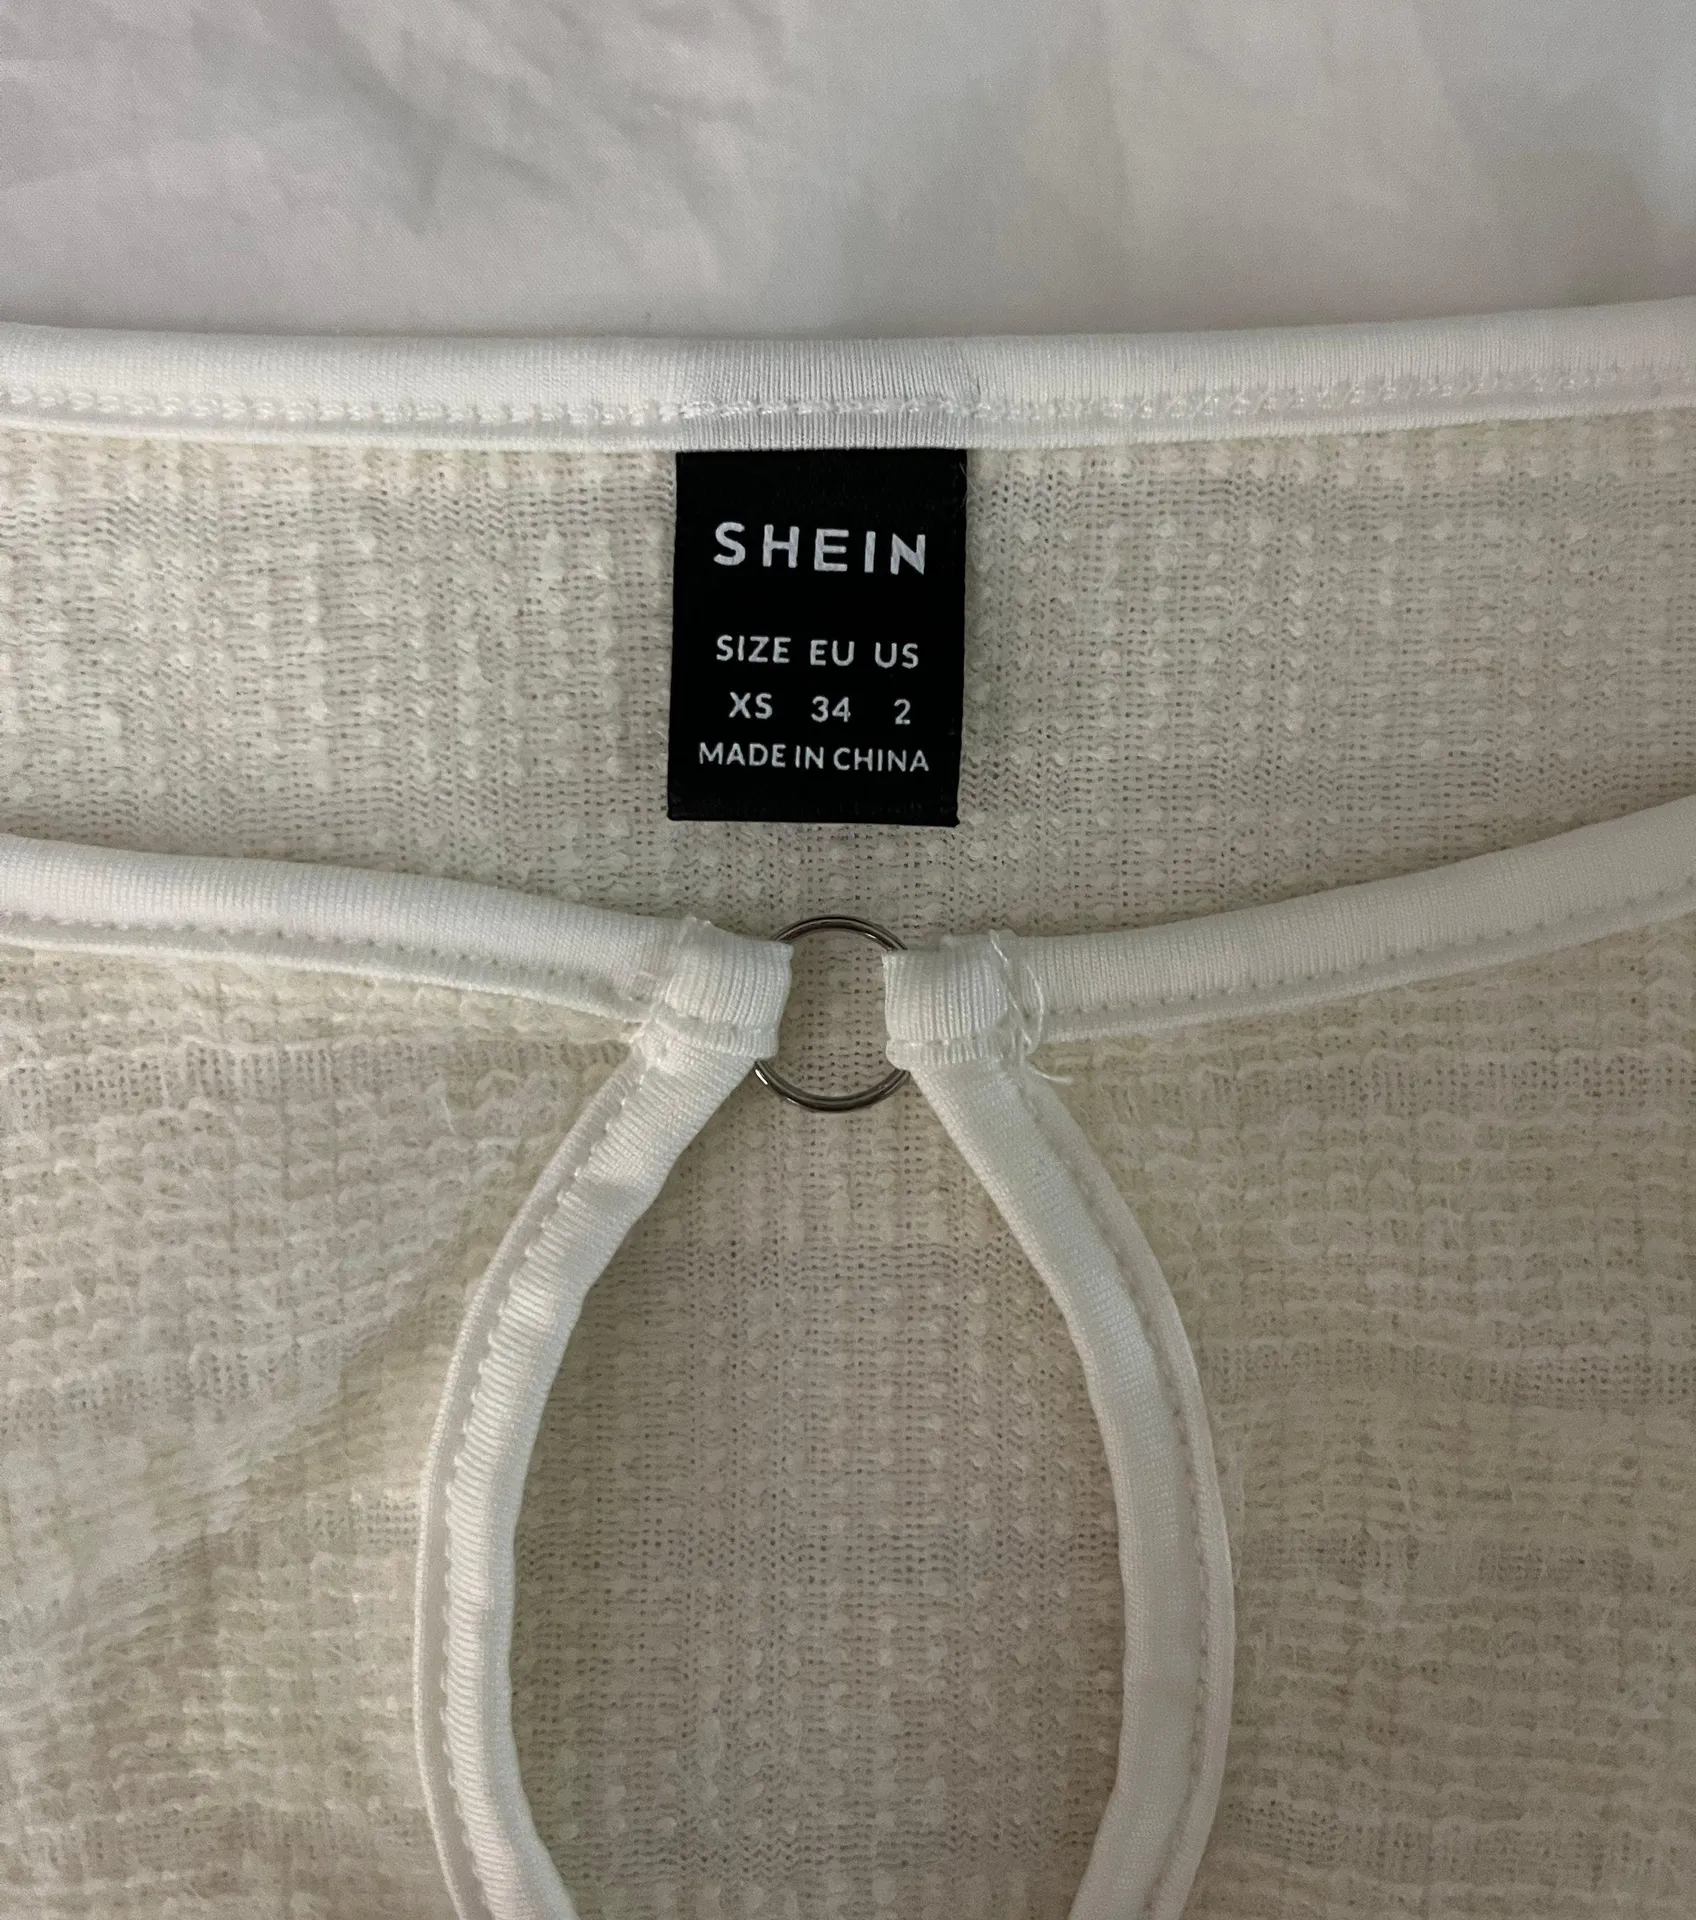 SHEIN
SIZE EU US
XS 34 2
MADE IN CHINA